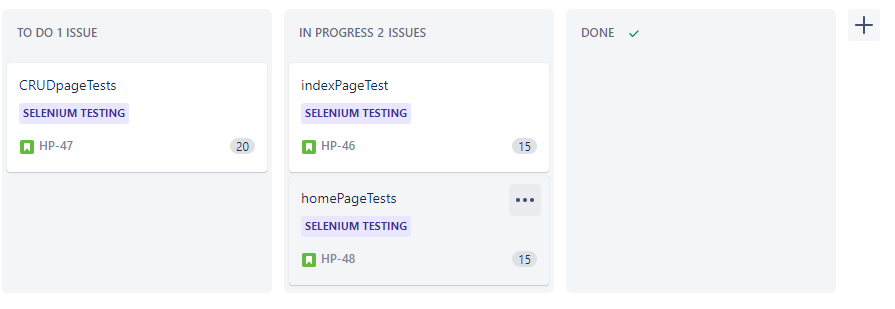 TO DO 1 ISSUE
CRUDpageTests
SELENIUM TESTING
HP-47 20
IN PROGRESS 2 ISSUES
indexPageTest
SELENIUM TESTING
HP-46 15
homePageTests
SELENIUM TESTING
HP-48 15
DONE